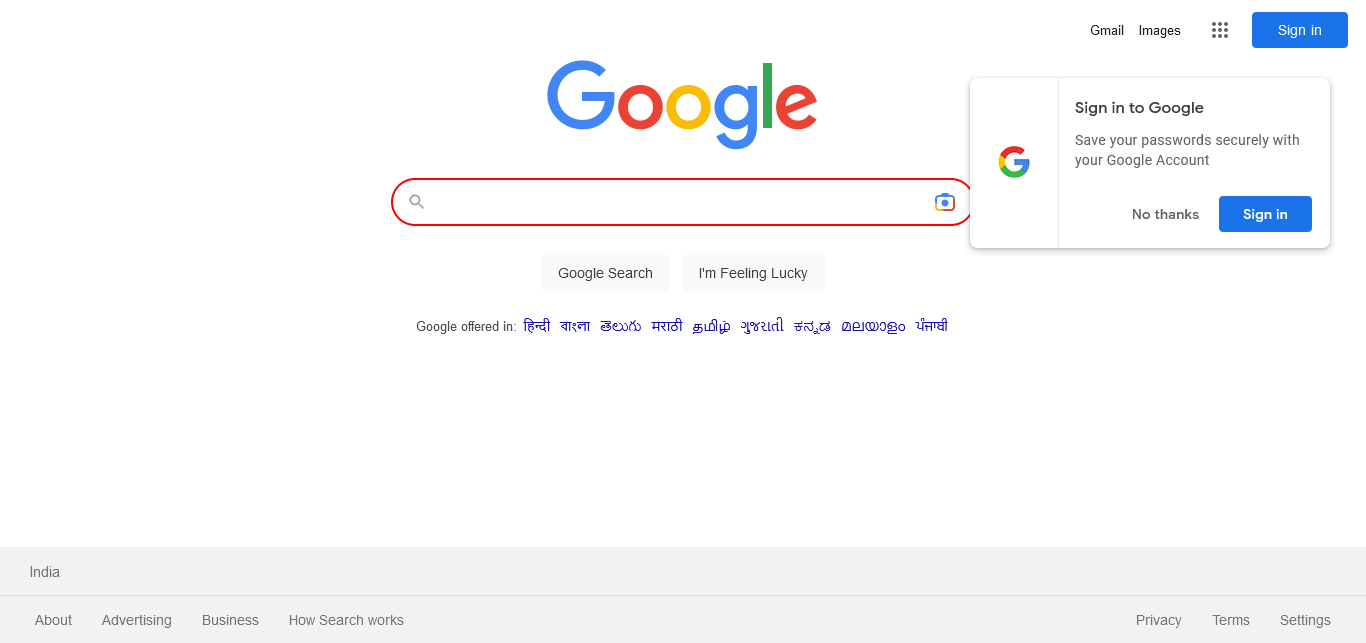 Gmail Images Sign in
Google
Sign in to Google
Save your passwords securely with
your Google Account
No thanks Sign in
Google Search I'm Feeling Lucky
Google offered in: हिन्दी বাংলা తెలుగు मराठी தமிழ் ગુજરાતી ಕನ್ನಡ മലയാളം ਪੰਜਾਬੀ
India
About Advertising Business How Search works Privacy Terms Settings